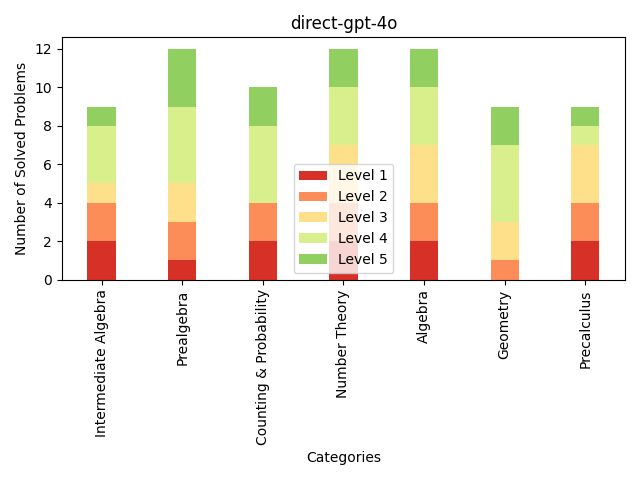 direct-gpt-4o
Number of Solved Problems
12
10
8
6
4
2
0
Level 1
Level 2
Level 3
Level 4
Level 5
Intermediate Algebra
Prealgebra
Counting & Probability
Number Theory
Algebra
Geometry
Precalculus
Categories